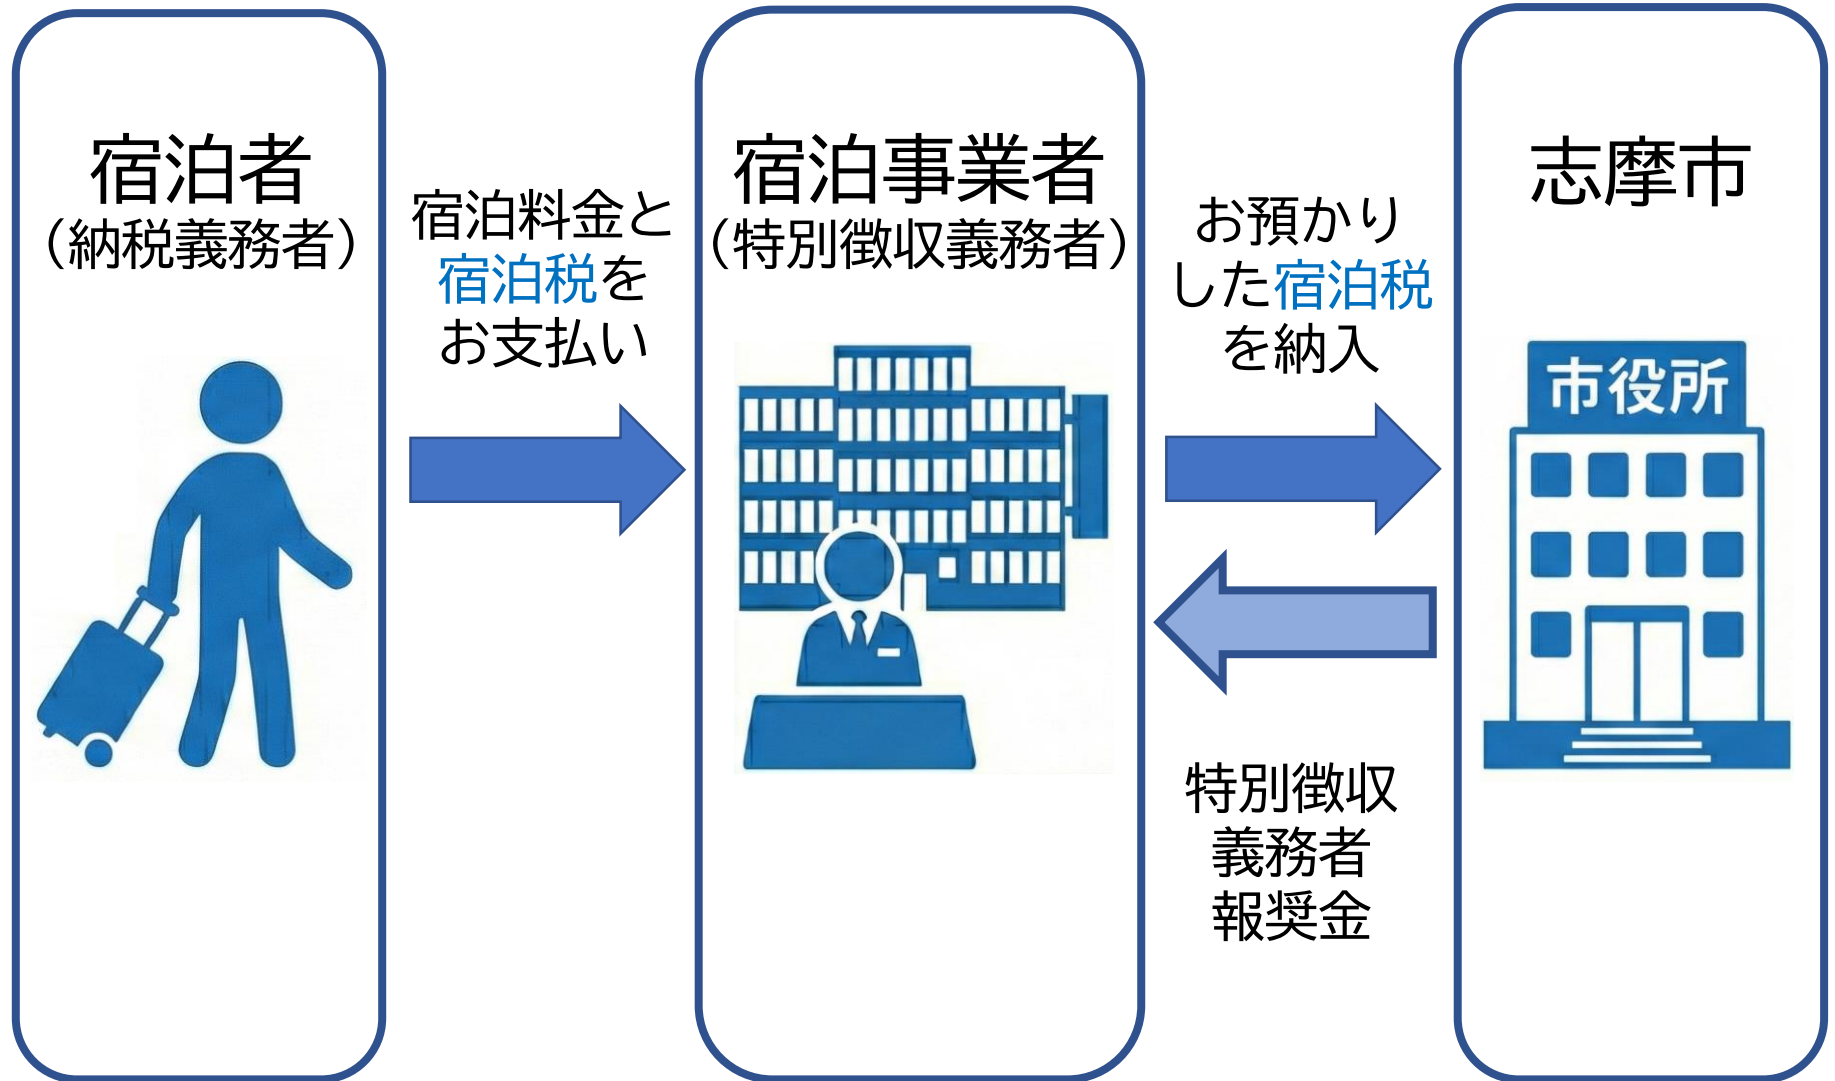 宿泊者
（納税義務者）
宿泊料金と
宿泊税を
お支払い
宿泊事業者
（特別徴収義務者）
お預かり
した宿泊税
を納入
特別徴収
義務者
報奨金
志摩市
市役所